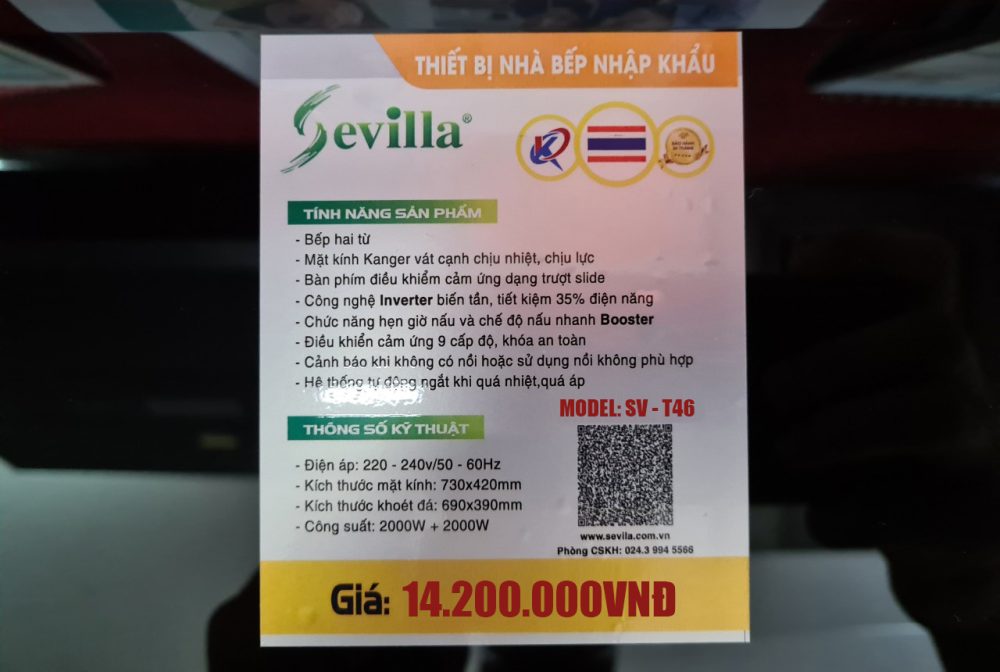 THIẾT BỊ NHÀ BẾP NHẬP KHẨU
Sevilla®
BẢO HÀNH
TÍNH NĂNG SẢN PHẨM
- Bếp hai từ
- Mặt kính Kanger vát cạnh chịu nhiệt, chịu lực
- Bàn phím điều khiểm cảm ứng dạng trượt slide
- Công nghệ Inverter biến tần, tiết kiệm 35% điện năng
- Chức năng hẹn giờ nấu và chế độ nấu nhanh Booster
- Điều khiển cảm ứng 9 cấp độ, khóa an toàn
- Cảnh báo khi không có nồi hoặc sử dụng nồi không phù hợp
- Hệ thống tự động ngắt khi quá nhiệt,quá áp
MODEL: SV - T46
THÔNG SỐ KỸ THUẬT
- Điện áp: 220 - 240v/50 - 60Hz
- Kích thước mặt kính: 730x420mm
- Kích thước khoét đá: 690x390mm
- Công suất: 2000W + 2000W
www.sevila.com.vn
Phòng CSKH: 024.3 994 5566
Giá: 14.200.000VNĐ